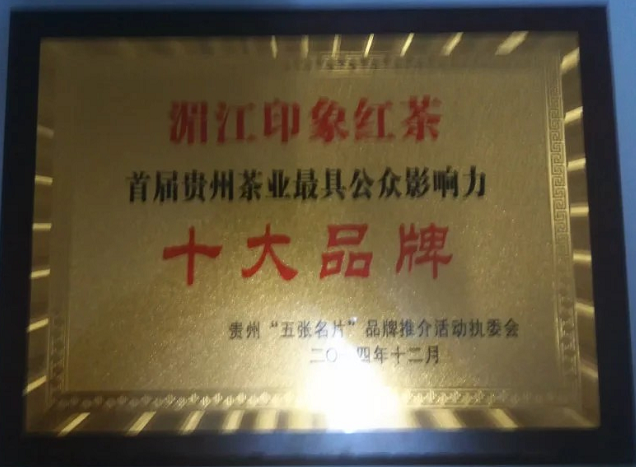 湄江印象红茶
首届贵州茶业最具公众影响力
十大品牌
贵州“五张名片”品牌推介活动执委会
二〇一四年十二月